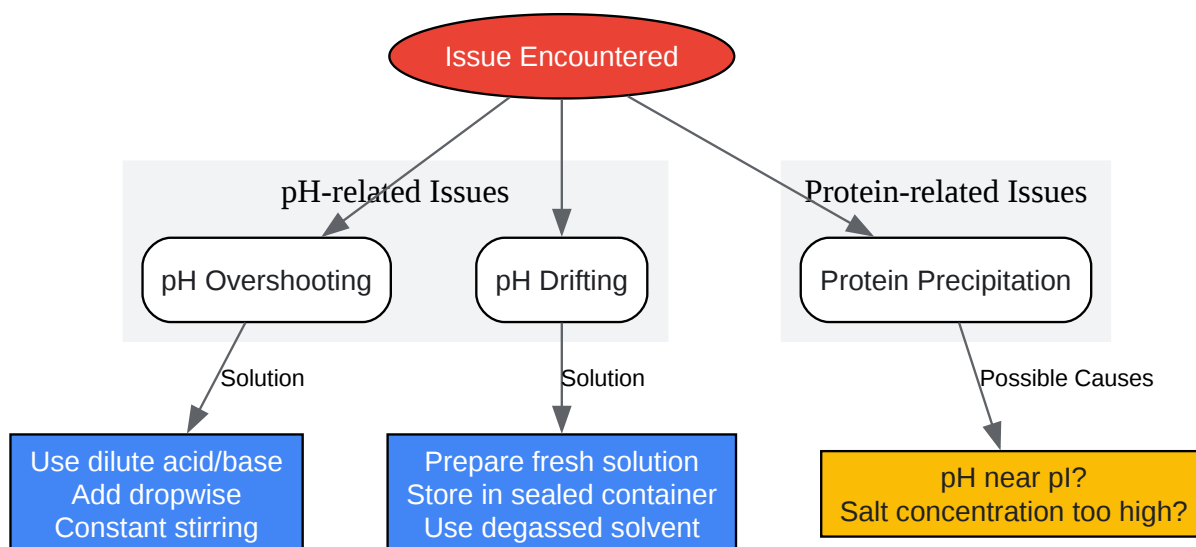 Issue Encountered
pH-related Issues
Protein-related Issues
pH Overshooting
pH Drifting
Protein Precipitation
Solution
Solution
Possible Causes
Use dilute acid/base
Add dropwise
Constant stirring
Prepare fresh solution
Store in sealed container
Use degassed solvent
pH near pI?
Salt concentration too high?